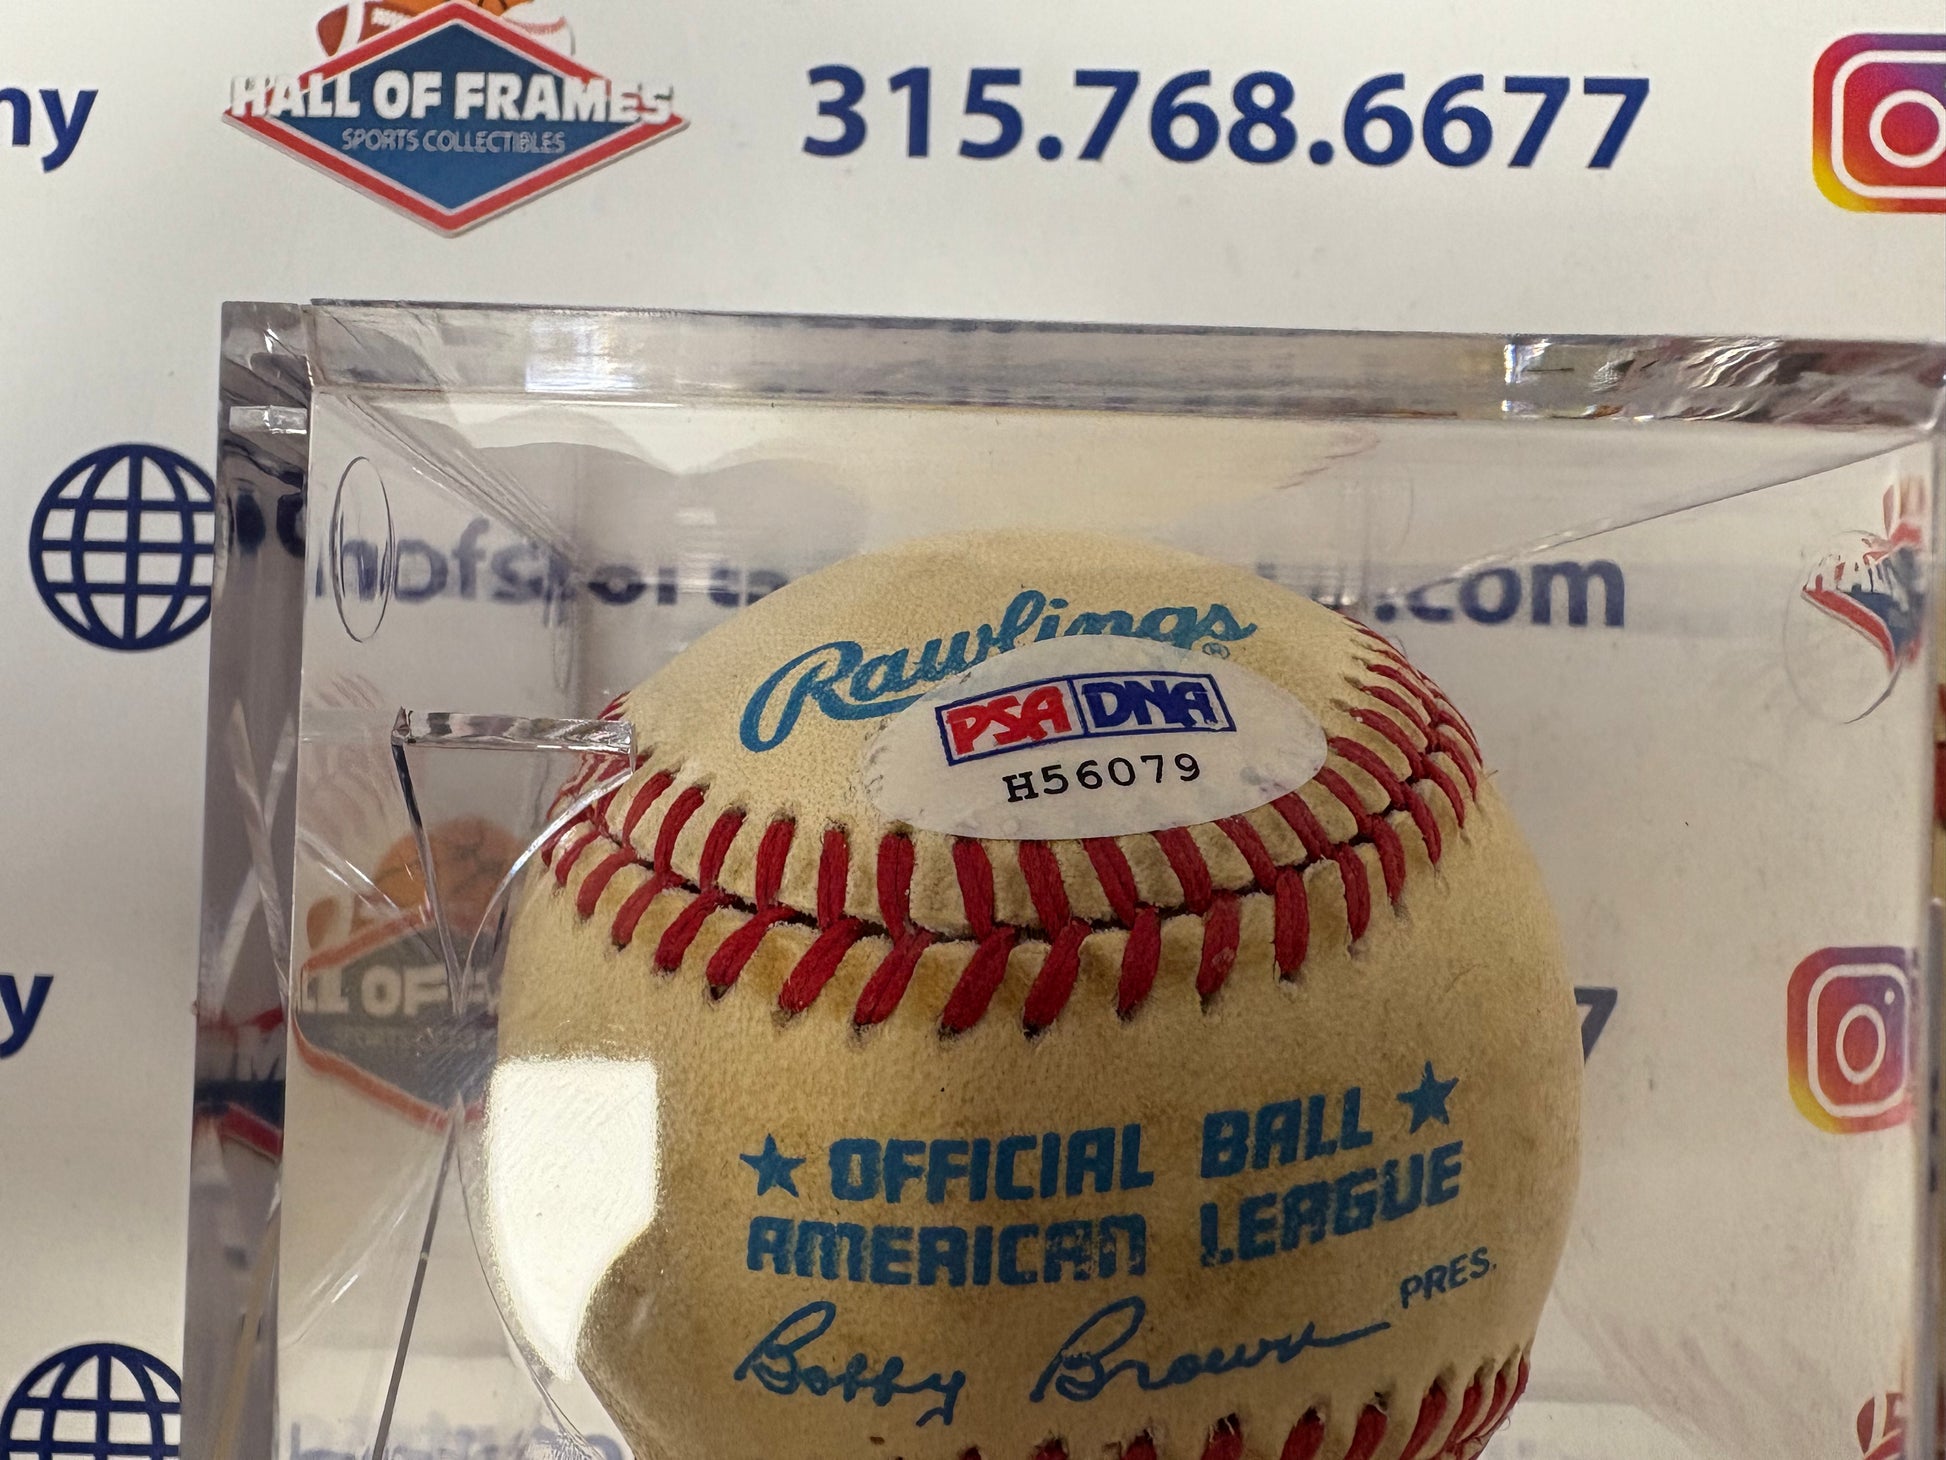 HALL OF FRAMES
SPORTS COLLECTIBLES
315.768.6677
.com
Rawlings®
PSA DNA
H56079
★ OFFICIAL BALL ★
AMERICAN LEAGUE
Bobby Brown PRES.